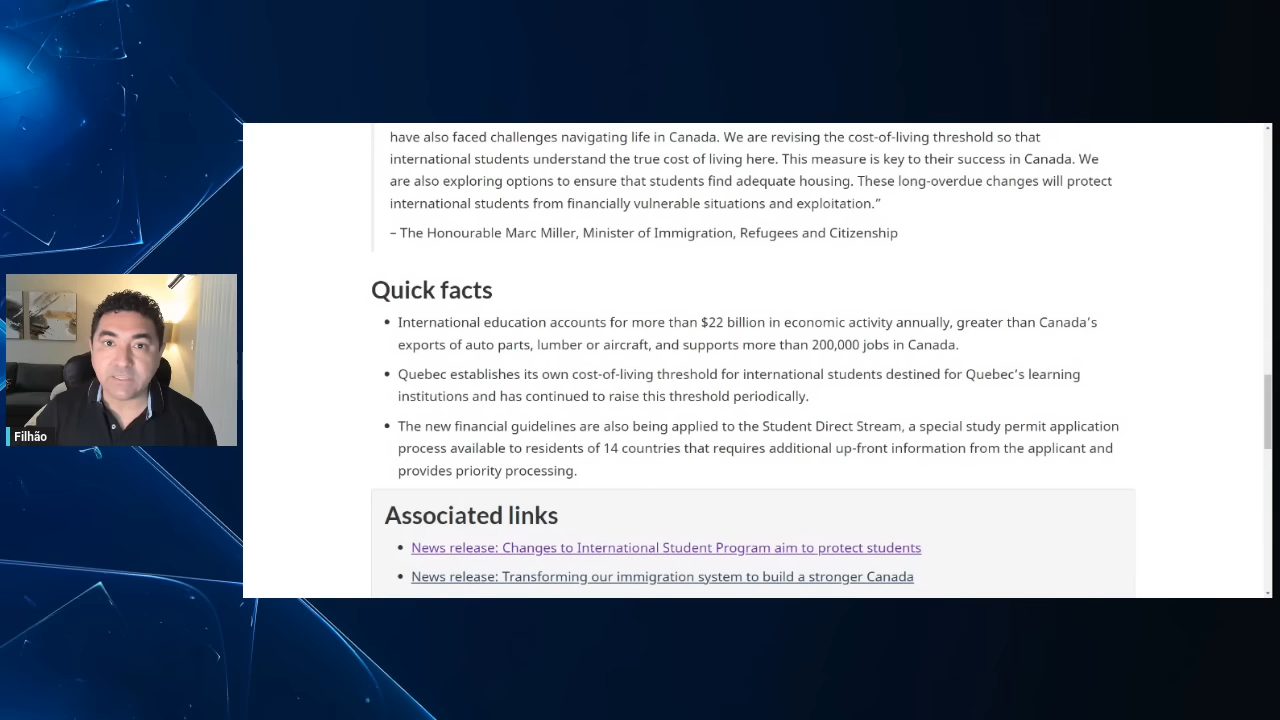 have also faced challenges navigating life in Canada. We are revising the cost-of-living threshold so that
international students understand the true cost of living here. This measure is key to their success in Canada. We
are also exploring options to ensure that students find adequate housing. These long-overdue changes will protect
international students from financially vulnerable situations and exploitation.”
– The Honourable Marc Miller, Minister of Immigration, Refugees and Citizenship
Quick facts
• International education accounts for more than $22 billion in economic activity annually, greater than Canada’s
exports of auto parts, lumber or aircraft, and supports more than 200,000 jobs in Canada.
• Quebec establishes its own cost-of-living threshold for international students destined for Quebec’s learning
institutions and has continued to raise this threshold periodically.
• The new financial guidelines are also being applied to the Student Direct Stream, a special study permit application
process available to residents of 14 countries that requires additional up-front information from the applicant and
provides priority processing.
Associated links
• News release: Changes to International Student Program aim to protect students
• News release: Transforming our immigration system to build a stronger Canada
Filhão